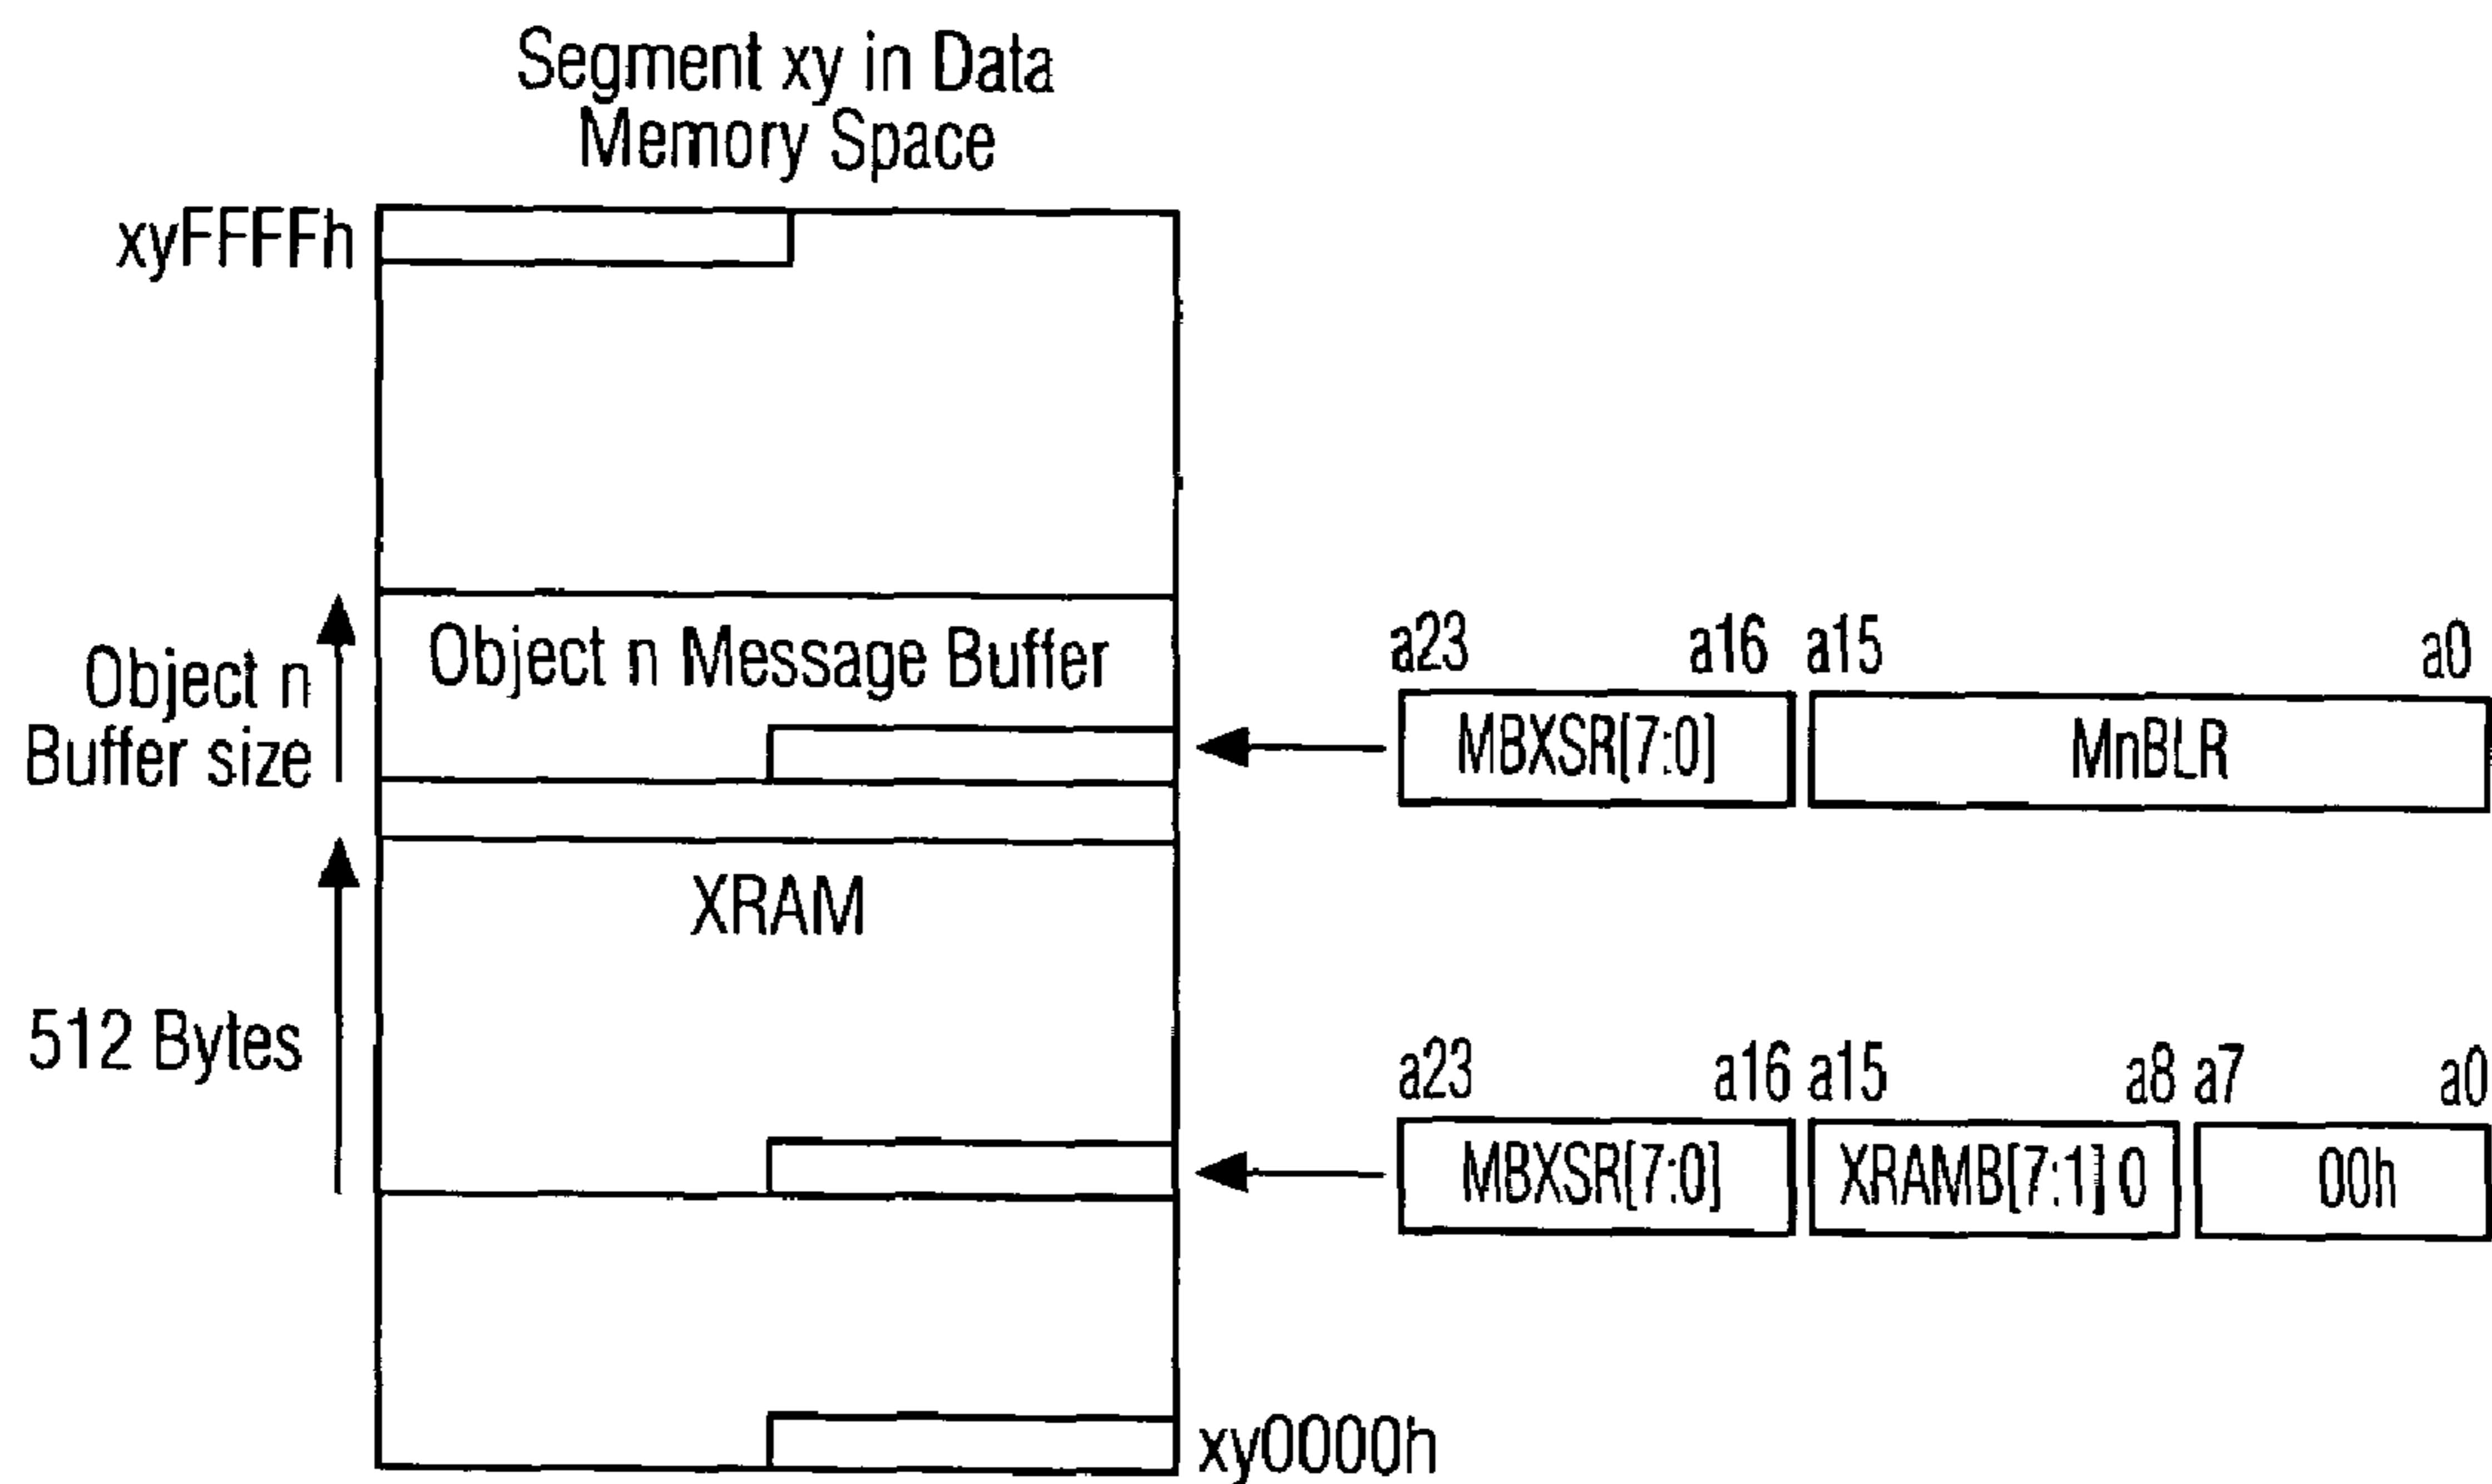 Segment xy in Data
Memory Space
xyFFFFh
Object n Message Buffer
Object n
Buffer size
a23 a16 a15 a0
MBXSR[7:0] MnBLR
XRAM
512 Bytes
a23 a16 a15 a8 a7 a0
MBXSR[7:0] XRAMB[7:1] 0 00h
xy0000h